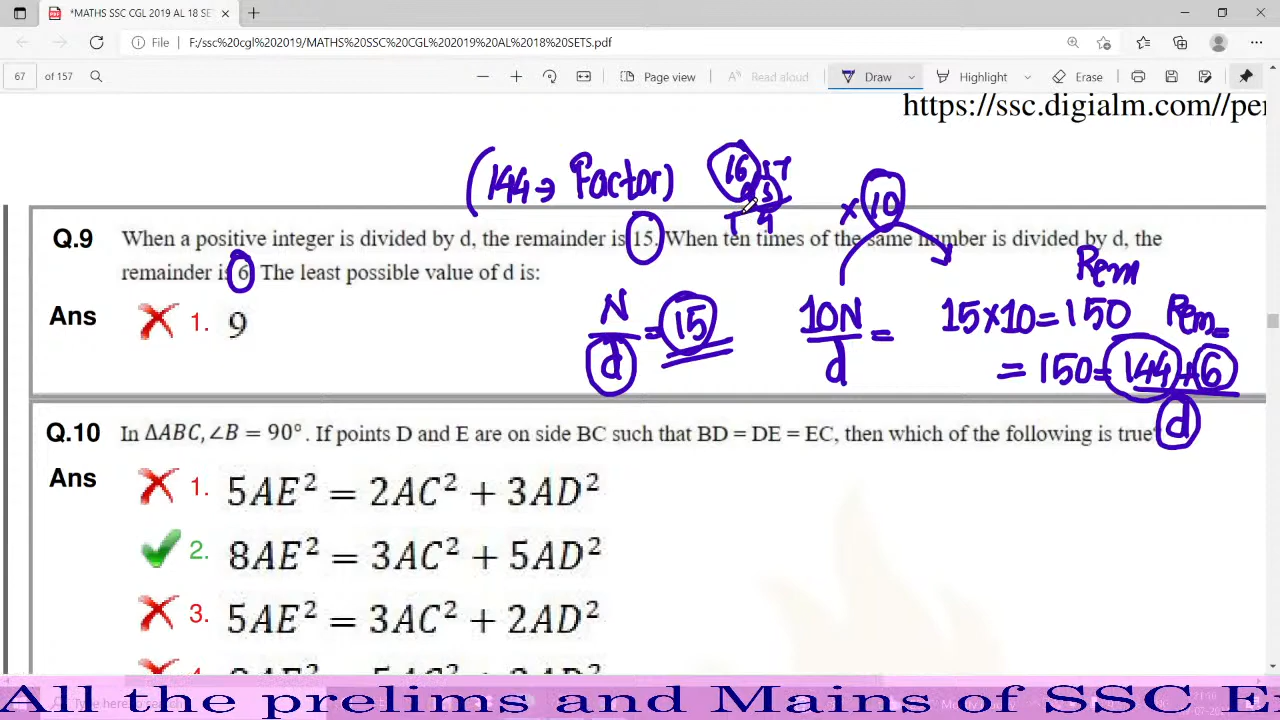 *MATHS SSC CGL 2019 AL 18 SET
File F:/ssc%20cgl%202019/MATHS%20SSC%20CGL%202019%20AL%2018%20SETS.pdf
67 of 157 Page view Read aloud Draw Highlight Erase
https://ssc.digialm.com//per
(144 → Factor) 16
× 10
Q.9 When a positive integer is divided by d, the remainder is 15. When ten times of the same number is divided by d, the
remainder is 6. The least possible value of d is:
Ans 1. 9
N/d = 15
10N/d =
Rem
15×10=150 Rem
= 150= 144+6
d
Q.10 In ΔABC, ∠B = 90°. If points D and E are on side BC such that BD = DE = EC, then which of the following is true
Ans 1. 5AE² = 2AC² + 3AD²
2. 8AE² = 3AC² + 5AD²
3. 5AE² = 3AC² + 2AD²
All the prelims and Mains of SSC E